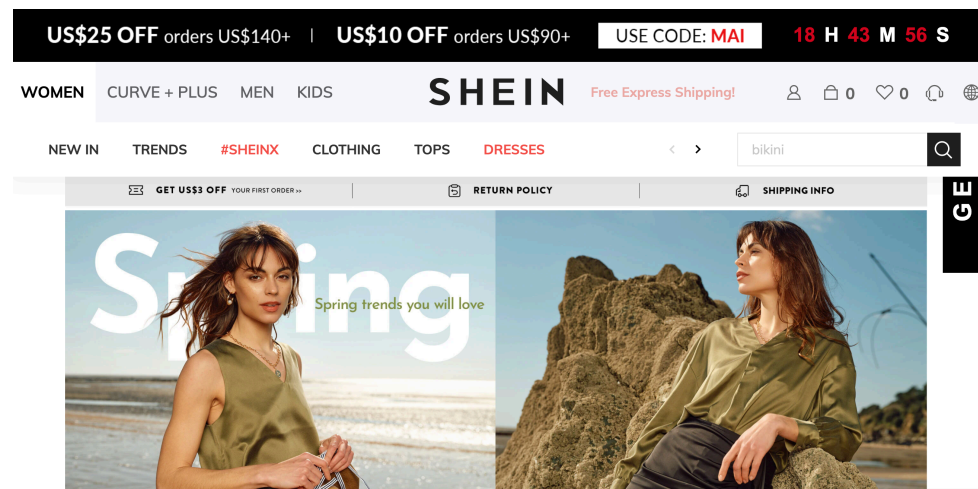 US$25 OFF orders US$140+ | US$10 OFF orders US$90+ USE CODE: MAI 18 H 43 M 56 S
WOMEN CURVE + PLUS MEN KIDS SHEIN Free Express Shipping! 0 0
NEW IN TRENDS #SHEINX CLOTHING TOPS DRESSES < > bikini
GET US$3 OFF YOUR FIRST ORDER >> RETURN POLICY SHIPPING INFO
GE
Spring
Spring trends you will love